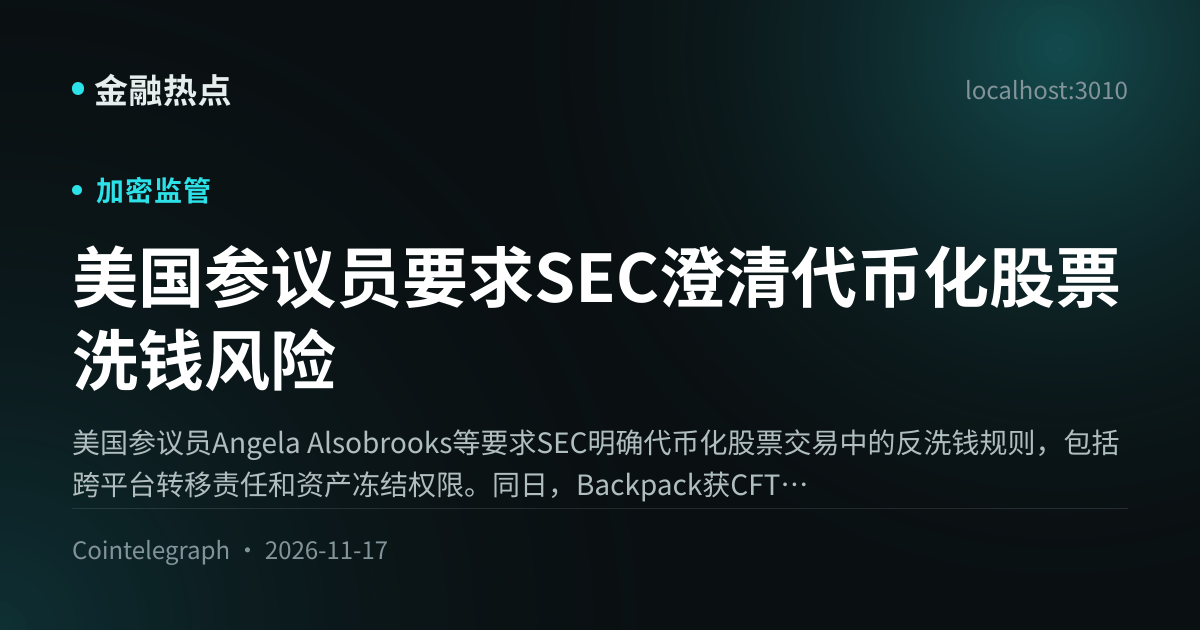 金融热点
localhost:3010
加密监管
美国参议员要求SEC澄清代币化股票
洗钱风险
美国参议员Angela Alsobrooks等要求SEC明确代币化股票交易中的反洗钱规则，包括
跨平台转移责任和资产冻结权限。同日，Backpack获CFT…
Cointelegraph · 2026-11-17